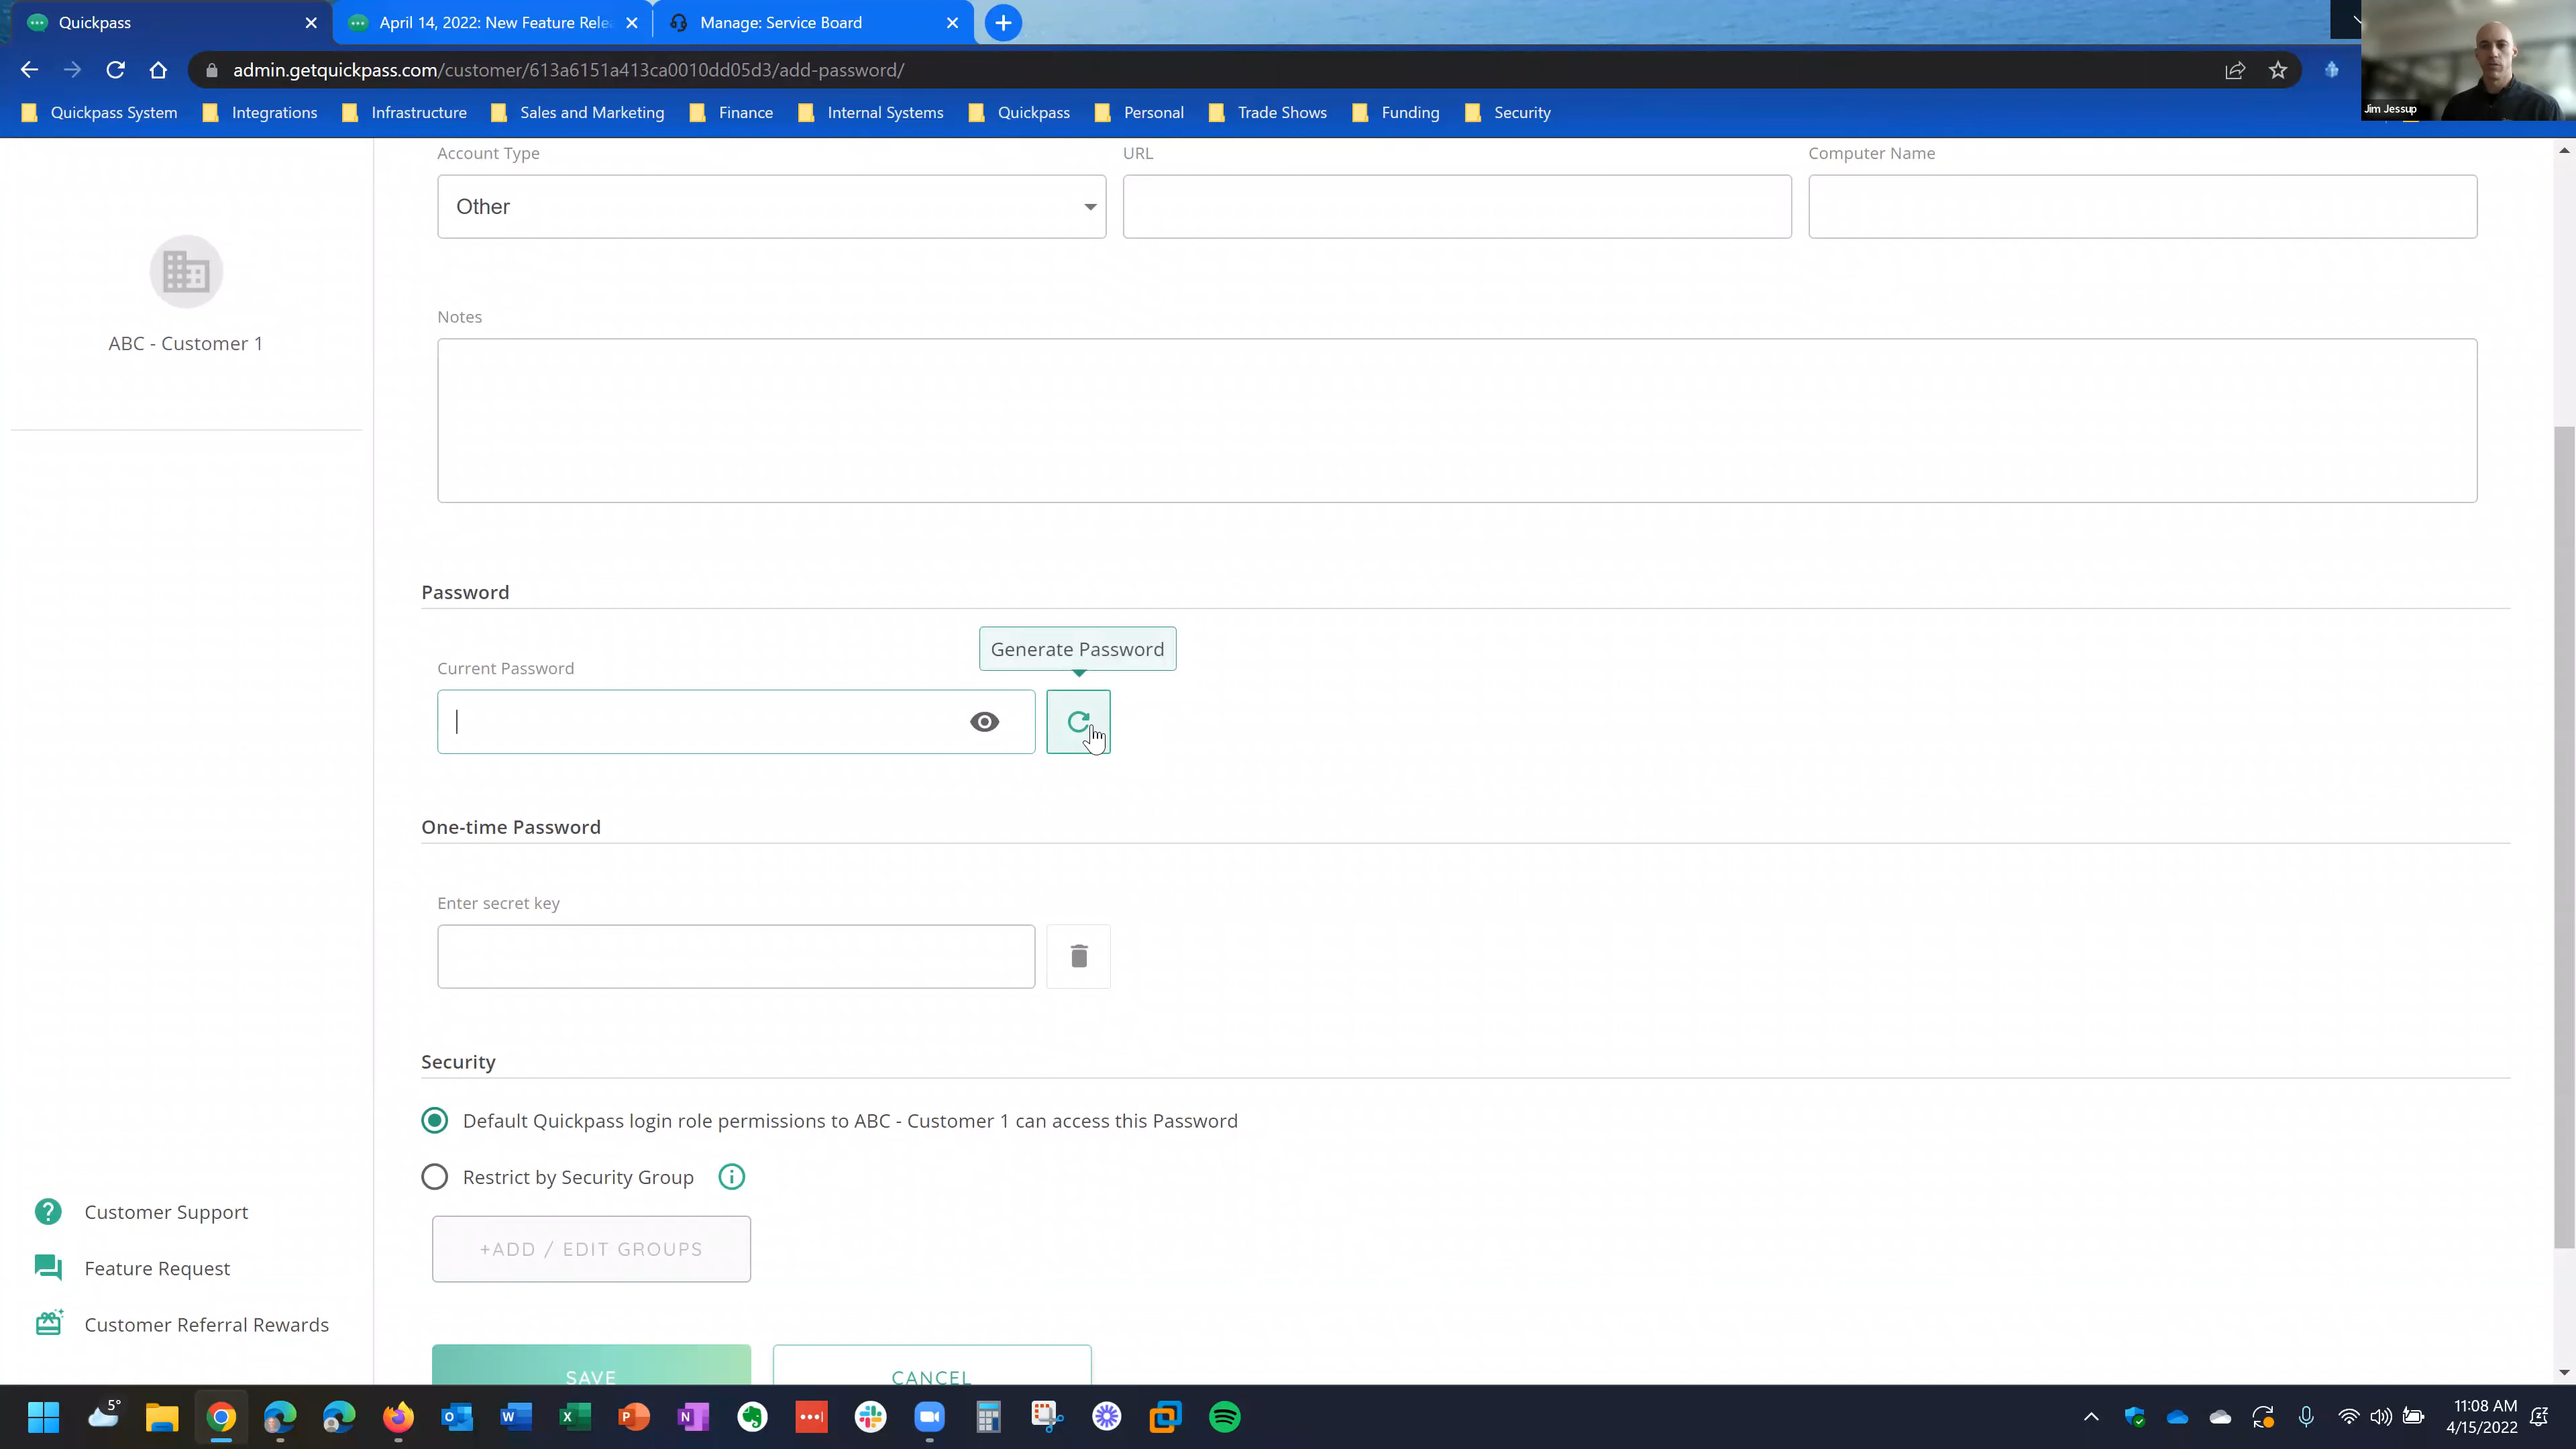 Quickpass
April 14, 2022: New Feature Rele
Manage: Service Board
admin.getquickpass.com/customer/613a6151a413ca0010dd05d3/add-password/
Quickpass System
Integrations
Infrastructure
Sales and Marketing
Finance
Internal Systems
Quickpass
Personal
Trade Shows
Funding
Security
Jim Jessup
Account Type
URL
Computer Name
Other
ABC - Customer 1
Notes
Password
Generate Password
Current Password
One-time Password
Enter secret key
Security
Default Quickpass login role permissions to ABC - Customer 1 can access this Password
Restrict by Security Group
+ADD / EDIT GROUPS
SAVE
CANCEL
Customer Support
Feature Request
Customer Referral Rewards
5°
11:08 AM
4/15/2022